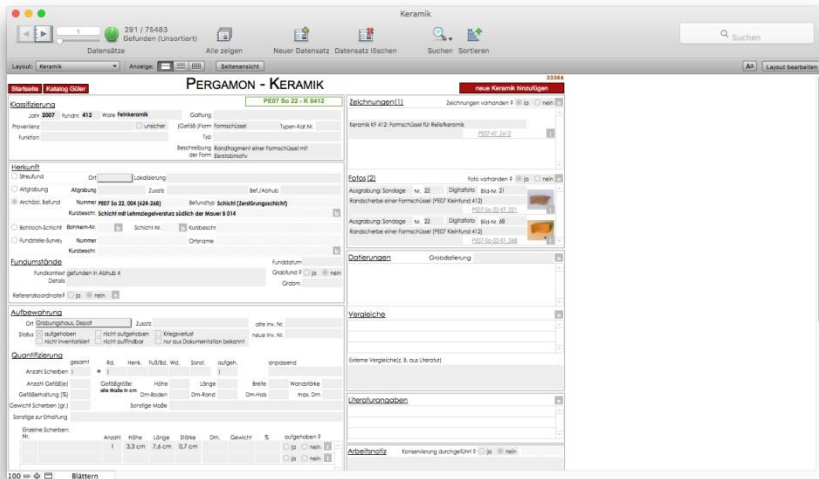 Keramik
291 / 75483
Gefunden (Unsortiert)
1
Datensätze
Alle zeigen
Neuer Datensatz
Datensatz löschen
Suchen
Sortieren
Suchen
Layout: Keramik
Anzeige:
Seitenansicht
Aa
Layout bearbeiten
33384
Startseite
Katalog Güler
PERGAMON - KERAMIK
neue Keramik hinzufügen
Klassifizierung
PE07 So 22 - K 0412
Jahr 2007 Fundnr. 412 Ware Feinkeramik Gattung
Provenienz unsicher (Gefäß)Form Formschüssel Typen-Kat.Nr.
Funktion Typ
Beschreibung der Form Randfragment einer Formschüssel mit Eierstabmotiv
Herkunft
Streufund Ort Lokalisierung
Altgrabung Altgrabung Zusatz Bef./Abhub
Archäol. Befund Nummer PE07 So 22, 004 (624-268) Befundtyp Schicht (Zerstörungsschicht)
Kurzbeschr. Schicht mit Lehmziegelversturz südlich der Mauer B 014
Bohrloch-Schicht Bohrkern-Nr. Schicht-Nr. Kurzbeschr.
Fundstelle-Survey Nummer Ortname
Kurzbeschr.
Fundumstände
Funddatum
Fundkontext gefunden in Abhub 4 Grabfund? ja nein
Details Grabnr.
Referenzkoordinate? ja nein
Aufbewahrung
Ort Grabungshaus, Depot Zusatz alte Inv. Nr.
Status aufgehoben nicht aufgehoben Kriegsverlust neue Inv. Nr.
nicht inventarisiert nicht auffindbar nur aus Dokumentation bekannt
Quantifizierung
gesamt Rd. Henk. Fuß/Bd. Wd. Sonst. aufgeh. anpassend
Anzahl Scherben 1 = 1 1
Anzahl Gefäß(e) Gefäßgröße: alle Maße in cm Höhe Länge Breite Wandstärke
Gefäßerhaltung (%) Dm-Boden Dm-Rand Dm-Hals max. Dm
Gewicht Scherben (gr.) Sonstige Maße
Sonstige zur Erhaltung
Einzelne Scherben:
Nr. Anzahl Höhe Länge Stärke Dm. Gewicht % aufgehoben?
1 3,3 cm 7,6 cm 0,7 cm ja nein
ja nein
Zeichnungen (1)
Zeichnungen vorhanden? ja nein
Keramik KF 412: Formschüssel für Reliefkeramik
Fotos (2)
Foto vorhanden? ja nein
Ausgrabung: Sondage Nr. 22 Digitalfoto Bild-Nr. 21
Randscherbe einer Formschüssel (PE07 Kleinfund 412)
Ausgrabung: Sondage Nr. 22 Digitalfoto Bild-Nr. 68
Randscherbe einer Formschüssel (PE07 Kleinfund 412)
Datierungen
Grobdatierung
Vergleiche
Externe Vergleiche(z. B. aus Literatur)
Literaturangaben
Arbeitsnotiz
Konservierung durchgeführt? ja nein
100
Blättern